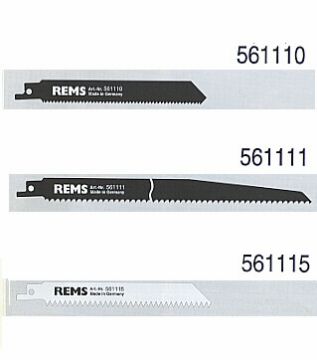 561110
REMS Art.-Nr. 561110
Made in Germany
561111
REMS Art.-Nr. 561111
Made in Germany
561115
REMS Art.-Nr. 561115
Made in Germany